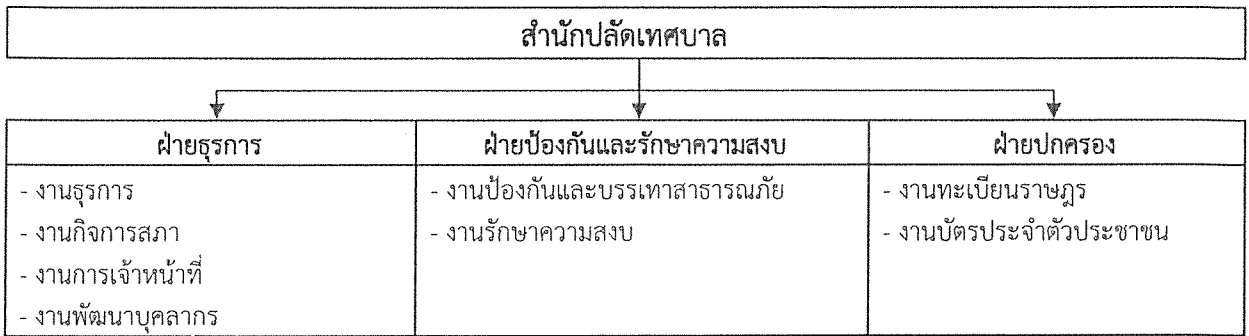 สำนักปลัดเทศบาล
ฝ่ายธุรการ
- งานธุรการ
- งานกิจการสภา
- งานการเจ้าหน้าที่
- งานพัฒนาบุคลากร
ฝ่ายป้องกันและรักษาความสงบ
- งานป้องกันและบรรเทาสาธารณภัย
- งานรักษาความสงบ
ฝ่ายปกครอง
- งานทะเบียนราษฎร
- งานบัตรประจำตัวประชาชน